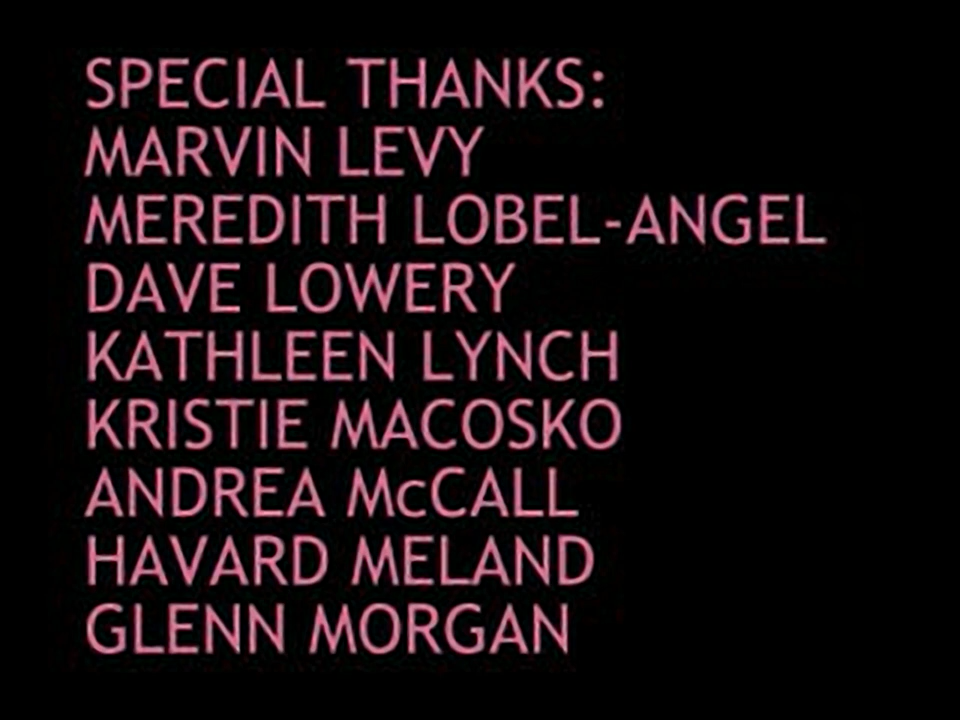 SPECIAL THANKS:
MARVIN LEVY
MEREDITH LOBEL-ANGEL
DAVE LOWERY
KATHLEEN LYNCH
KRISTIE MACOSKO
ANDREA McCALL
HAVARD MELAND
GLENN MORGAN